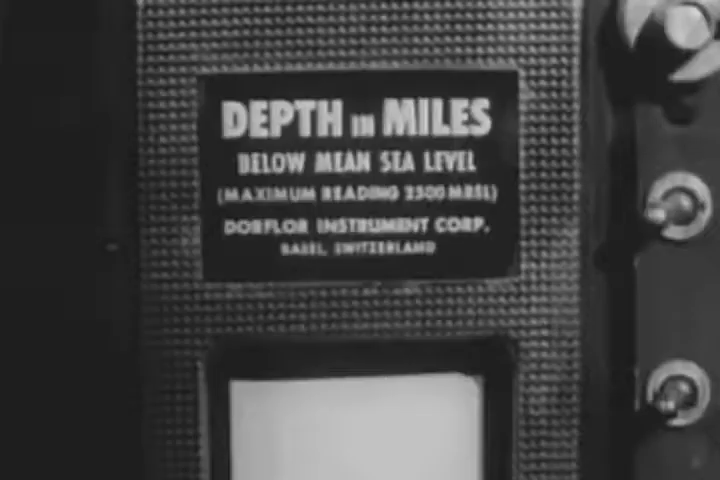 DEPTH IN MILES
BELOW MEAN SEA LEVEL
(MAXIMUM READING 2500 MBSL)
DORFLOR INSTRUMENT CORP.
BASEL, SWITZERLAND